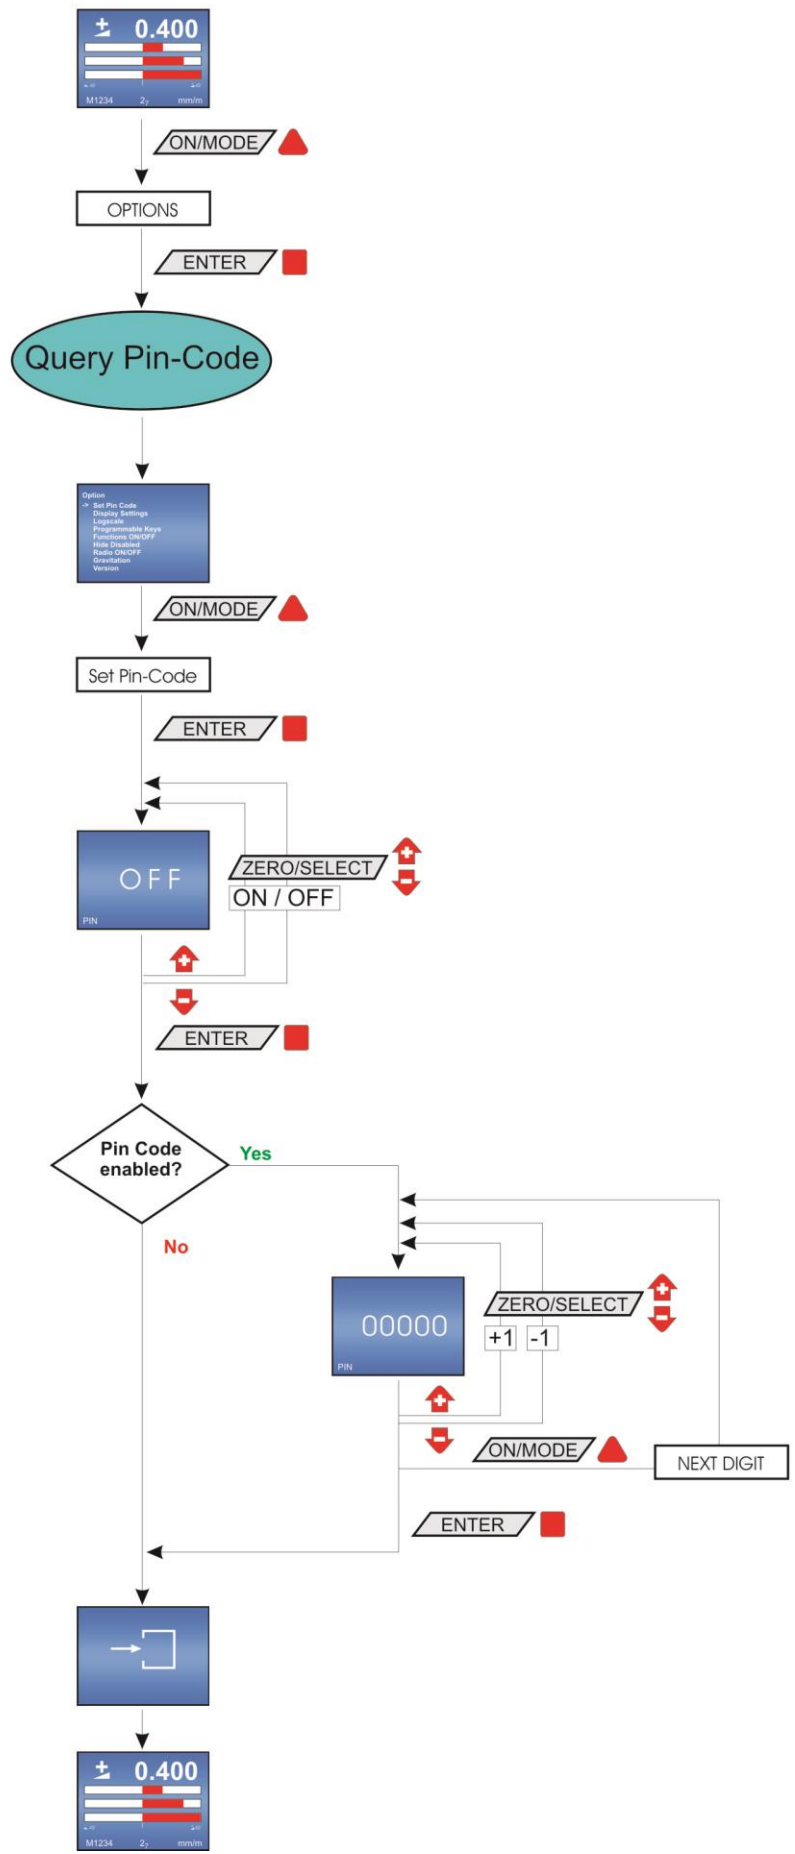 0.400
M1234 2₇ mm/m
ON/MODE
OPTIONS
ENTER
Query Pin-Code
Option
-> Set Pin Code
Display Settings
Logscale
Programmable Keys
Functions ON/OFF
Hide Disabled
Radio ON/OFF
Gravitation
Version
ON/MODE
Set Pin-Code
ENTER
OFF
PIN
ZERO/SELECT
ON / OFF
ENTER
Pin Code
enabled?
Yes
No
00000
PIN
ZERO/SELECT
+1 -1
ON/MODE
NEXT DIGIT
ENTER
0.400
M1234 2₇ mm/m